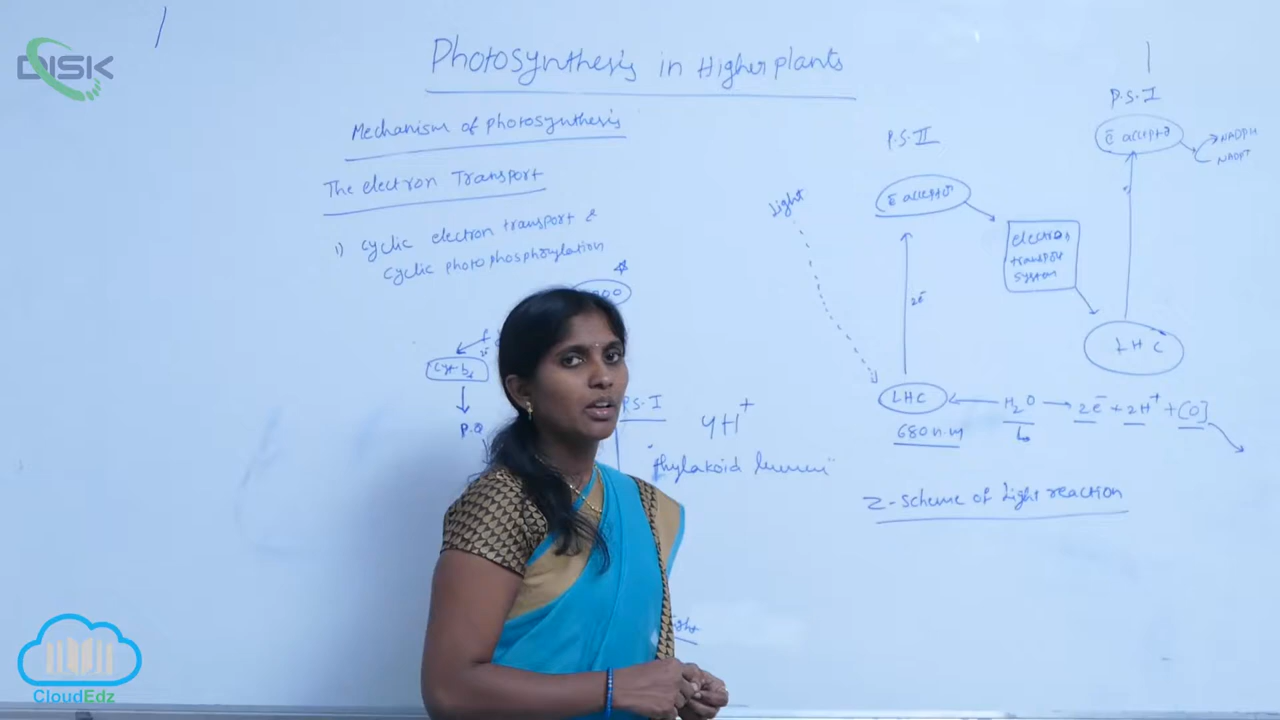 DISK
Photosynthesis in Higher plants
Mechanism of photosynthesis
The electron Transport
1) Cyclic electron transport &
Cyclic photophosphorylation
Cyt-b6
P.Q
P.S-I
4H+
"thylakoid lumen"
Light
P.S-II
ē acceptor
2ē
electron
transport
system
P.S-I
ē acceptor
NADPH
NADP+
LHC
LHC
680 n.m
H2O → 2ē + 2H+ + [O]
Z-scheme of Light reaction
CloudEdz